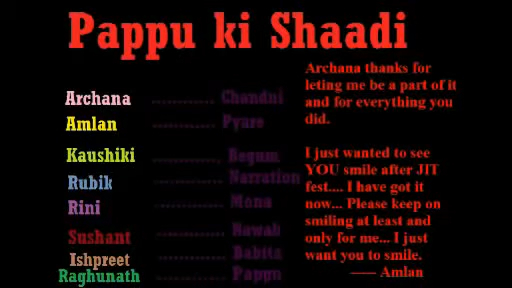 Pappu ki Shaadi
Archana ............ Chandni
Amlan ............ Pyare
Kaushiki ............ Begum
Rubik ............ Narration
Rini ............ Mona
Sushant ............ Nawab
Ishpreet ............ Babita
Raghunath ............ Pappu
Archana thanks for
leting me be a part of it
and for everything you
did.
I just wanted to see
YOU smile after JIT
fest.... I have got it
now... Please keep on
smiling at least and
only for me... I just
want you to smile.
----- Amlan